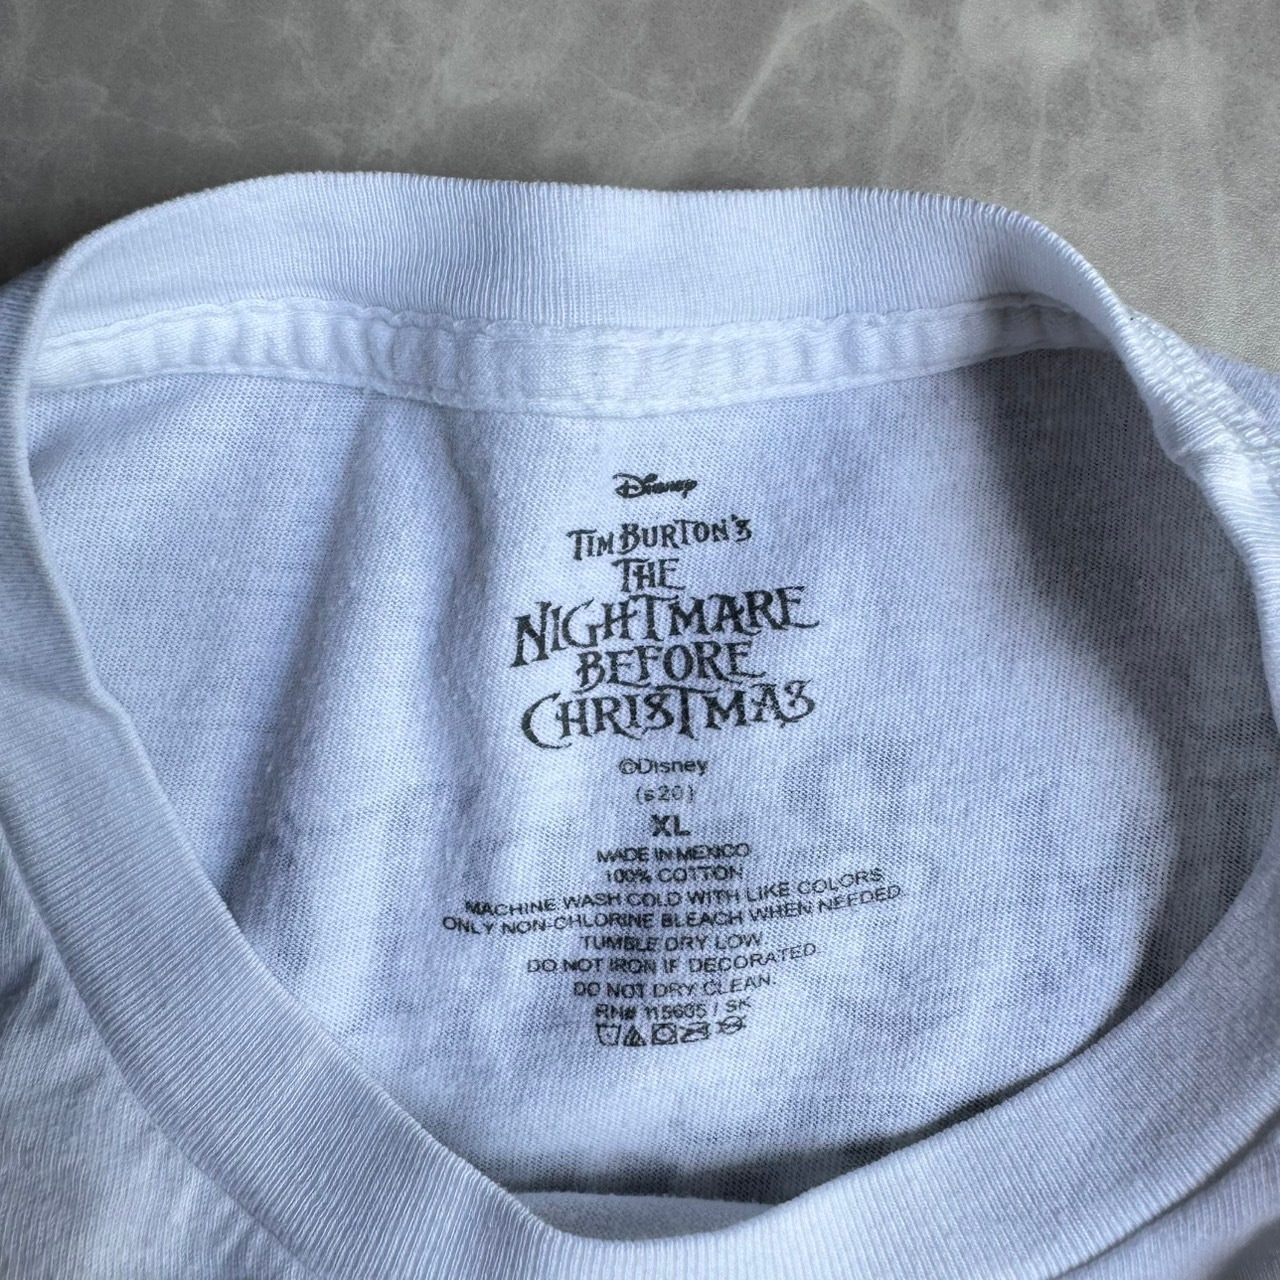 Disney
TIM BURTON'S
THE
NIGHTMARE
BEFORE
CHRISTMAS
©Disney
(s20)
XL
MADE IN MEXICO
100% COTTON
MACHINE WASH COLD WITH LIKE COLORS
ONLY NON-CHLORINE BLEACH WHEN NEEDED
TUMBLE DRY LOW
DO NOT IRON IF DECORATED
DO NOT DRY CLEAN.
RN# 115635 / SK